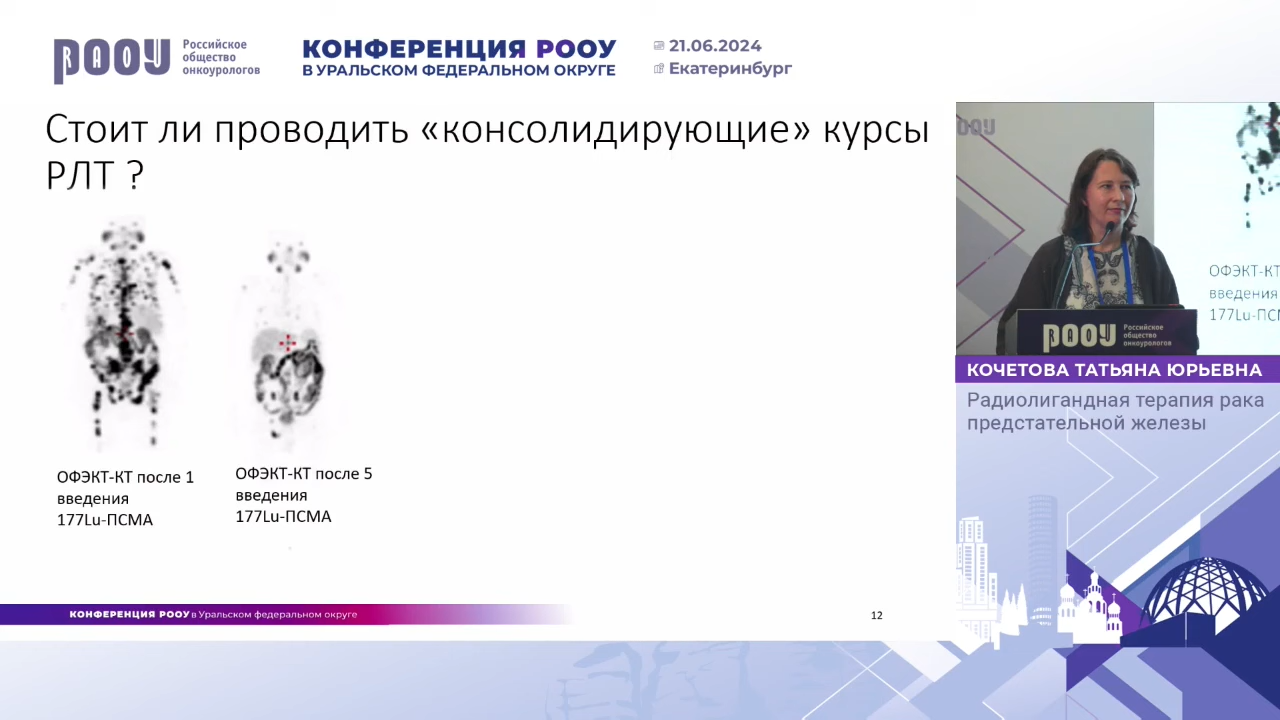 РООУ
Российское
общество
онкоурологов
КОНФЕРЕНЦИЯ РООУ
В УРАЛЬСКОМ ФЕДЕРАЛЬНОМ ОКРУГЕ
21.06.2024
Екатеринбург
Стоит ли проводить «консолидирующие» курсы
РЛТ ?
ОФЭКТ-КТ после 1
введения
177Lu-ПСМА
ОФЭКТ-КТ после 5
введения
177Lu-ПСМА
КОНФЕРЕНЦИЯ РООУ в Уральском федеральном округе
12
ООУ
ОФЭКТ-КТ
введения
177Lu-ПСМ
РООУ
Российское
общество
онкоурологов
КОЧЕТОВА ТАТЬЯНА ЮРЬЕВНА
Радиолигандная терапия рака
предстательной железы